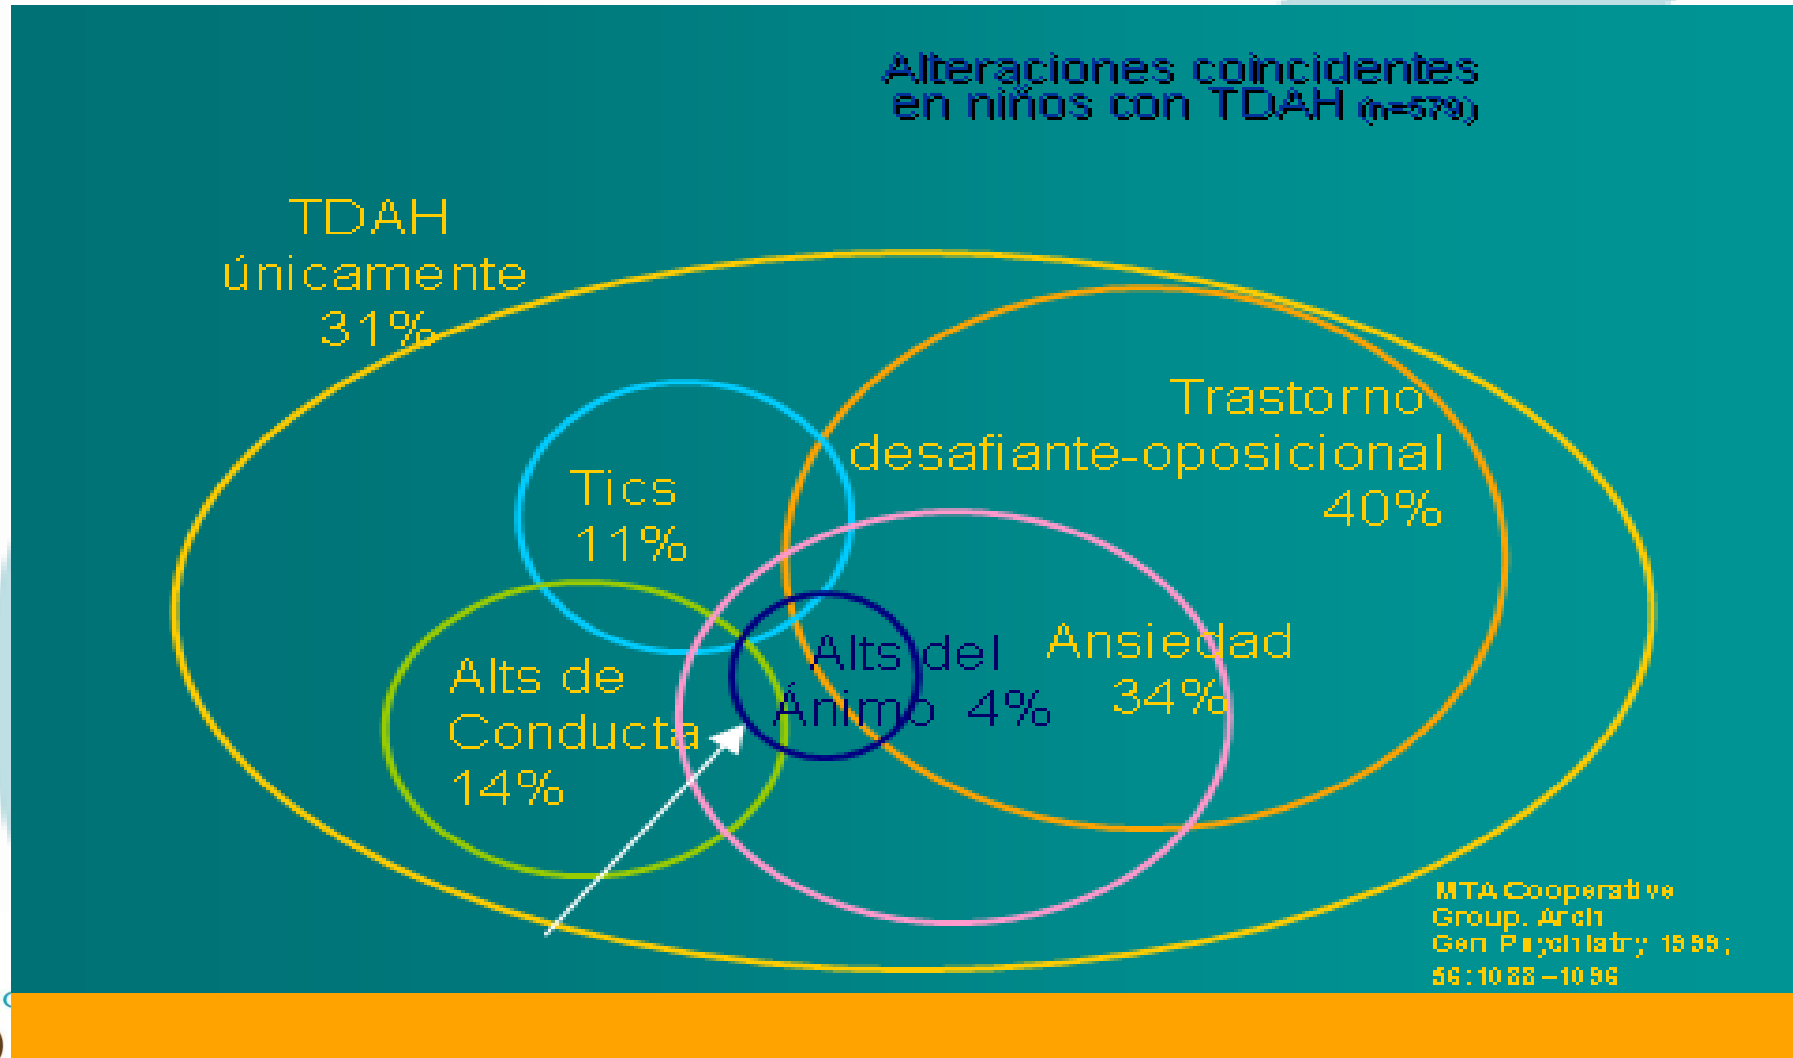 Alteraciones coincidentes
en niños con TDAH (n=579)
TDAH
únicamente
31%
Trastorno
desafiante-oposicional
40%
Tics
11%
Alts del
Ánimo 4%
Ansiedad
34%
Alts de
Conducta
14%
MTA Cooperative
Group. Arch
Gen Psychiatry 1999;
56:1088–1096